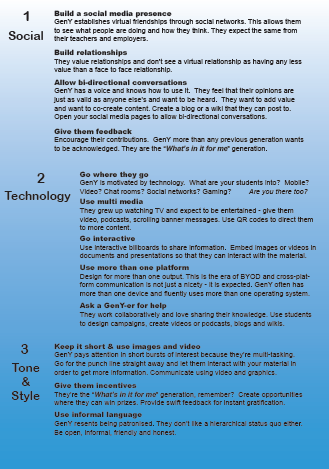 1
Social
Build a social media presence
GenY establishes virtual friendships through social networks. This allows them
to see what people are doing and how they think. They expect the same from
their teachers and employers.
Build relationships
They value relationships and don't see a virtual relationship as having any less
value than a face to face relationship.
Allow bi-directional conversations
GenY has a voice and knows how to use it. They feel that their opinions are
just as valid as anyone else's and want to be heard. They want to add value
and want to co-create content. Create a blog or a wiki that they can post to.
Open your social media pages to allow bi-directional conversations.
Give them feedback
Encourage their contributions. GenY more than any previous generation wants
to be acknowledged. They are the "What's in it for me" generation.
2
Technology
Go where they go
GenY is motivated by technology. What are your students into? Mobile?
Video? Chat rooms? Social networks? Gaming? Are you there too?
Use multi media
They grew up watching TV and expect to be entertained - give them
video, podcasts, scrolling banner messages. Use QR codes to direct them
to more content.
Go interactive
Use interactive billboards to share information. Embed images or videos in
documents and presentations so that they can interact with the material.
Use more than one platform
Design for more than one output. This is the era of BYOD and cross-plat-
form communication is not just a nicety - it is expected. GenY often has
more than one device and fluently uses more than one operating system.
Ask a GenY-er for help
They work collaboratively and love sharing their knowledge. Use students
to design campaigns, create videos or podcasts, blogs and wikis.
3
Tone
&
Style
Keep it short & use images and video
GenY pays attention in short bursts of interest because they're multi-tasking.
Go for the punch line straight away and let them interact with your material in
order to get more information. Communicate using video and graphics.
Give them incentives
They're the "What's in it for me" generation, remember? Create opportunities
where they can win prizes. Provide swift feedback for instant gratification.
Use informal language
GenY resents being patronised. They don't like a hierarchical status quo either.
Be open, informal, friendly and honest.